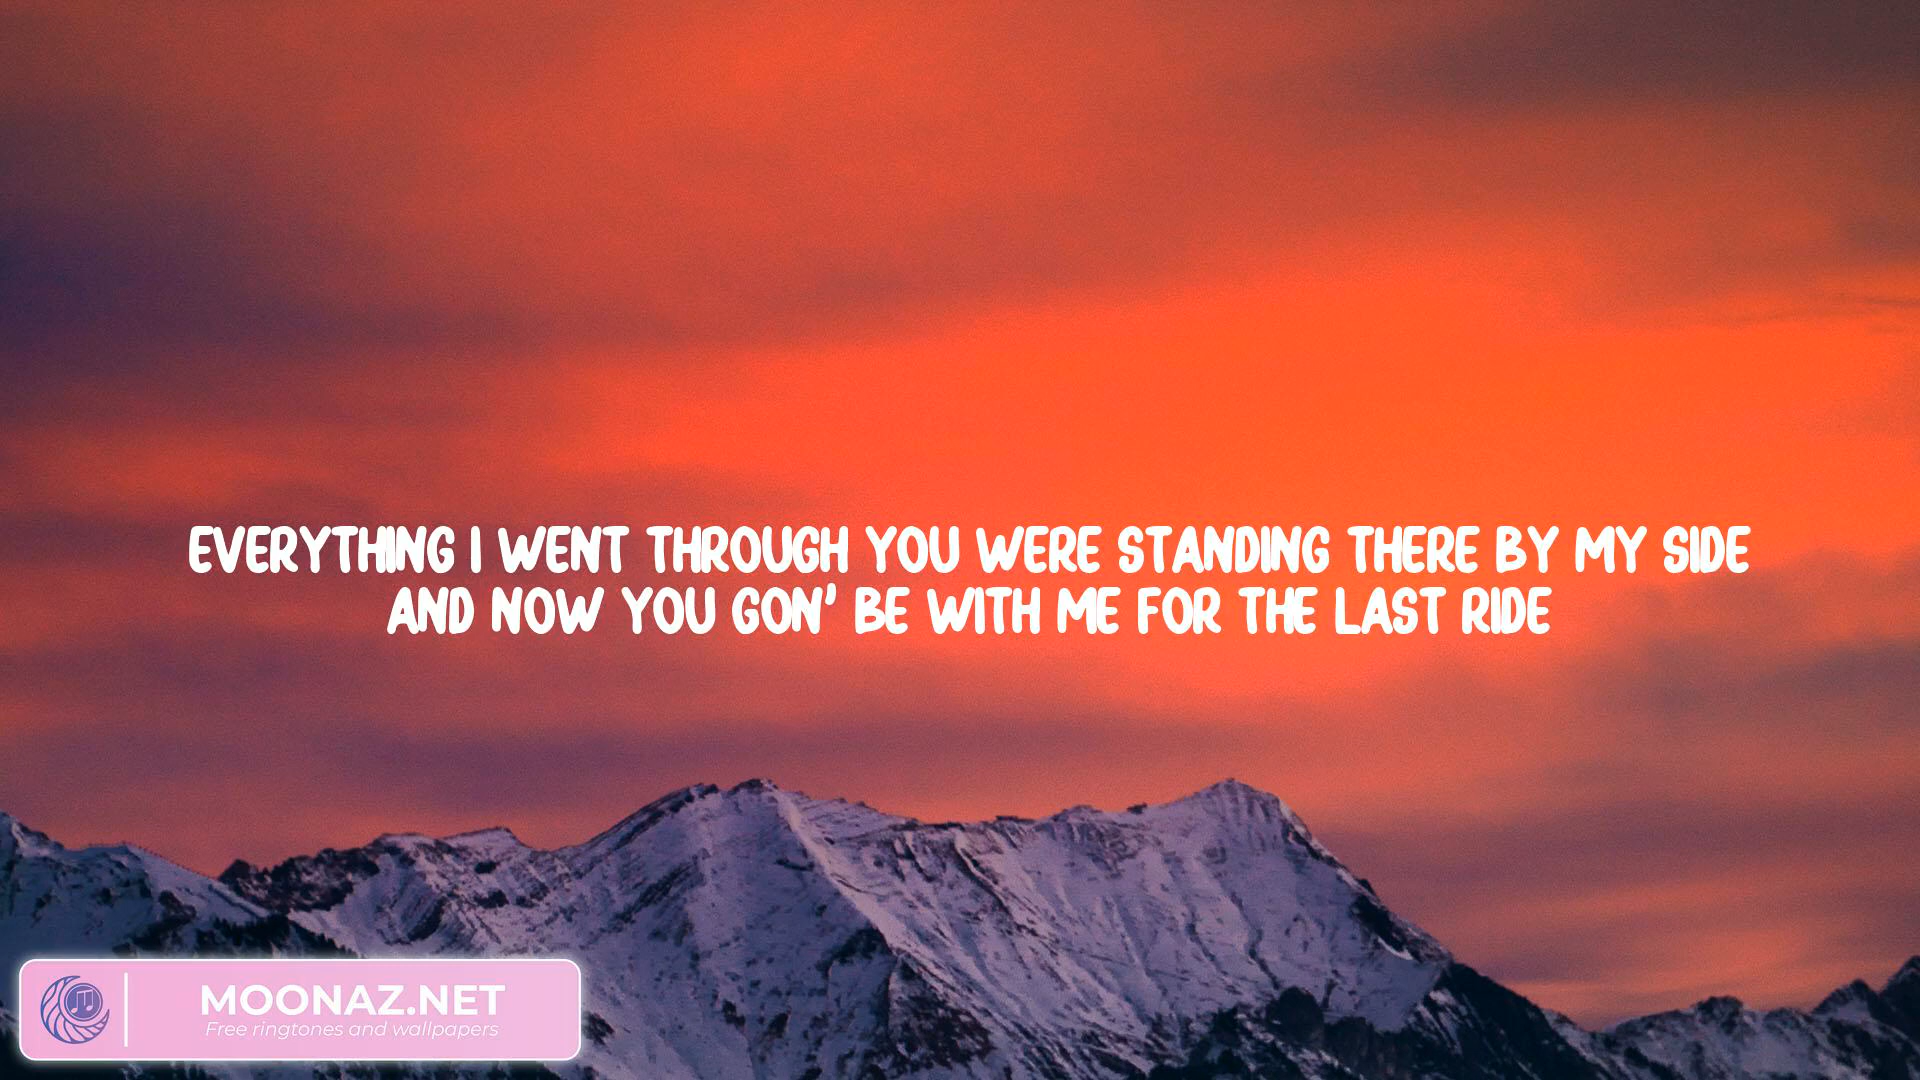 EVERYTHING I WENT THROUGH YOU WERE STANDING THERE BY MY SIDE
AND NOW YOU GON' BE WITH ME FOR THE LAST RIDE
MOONAZ.NET
Free ringtones and wallpapers